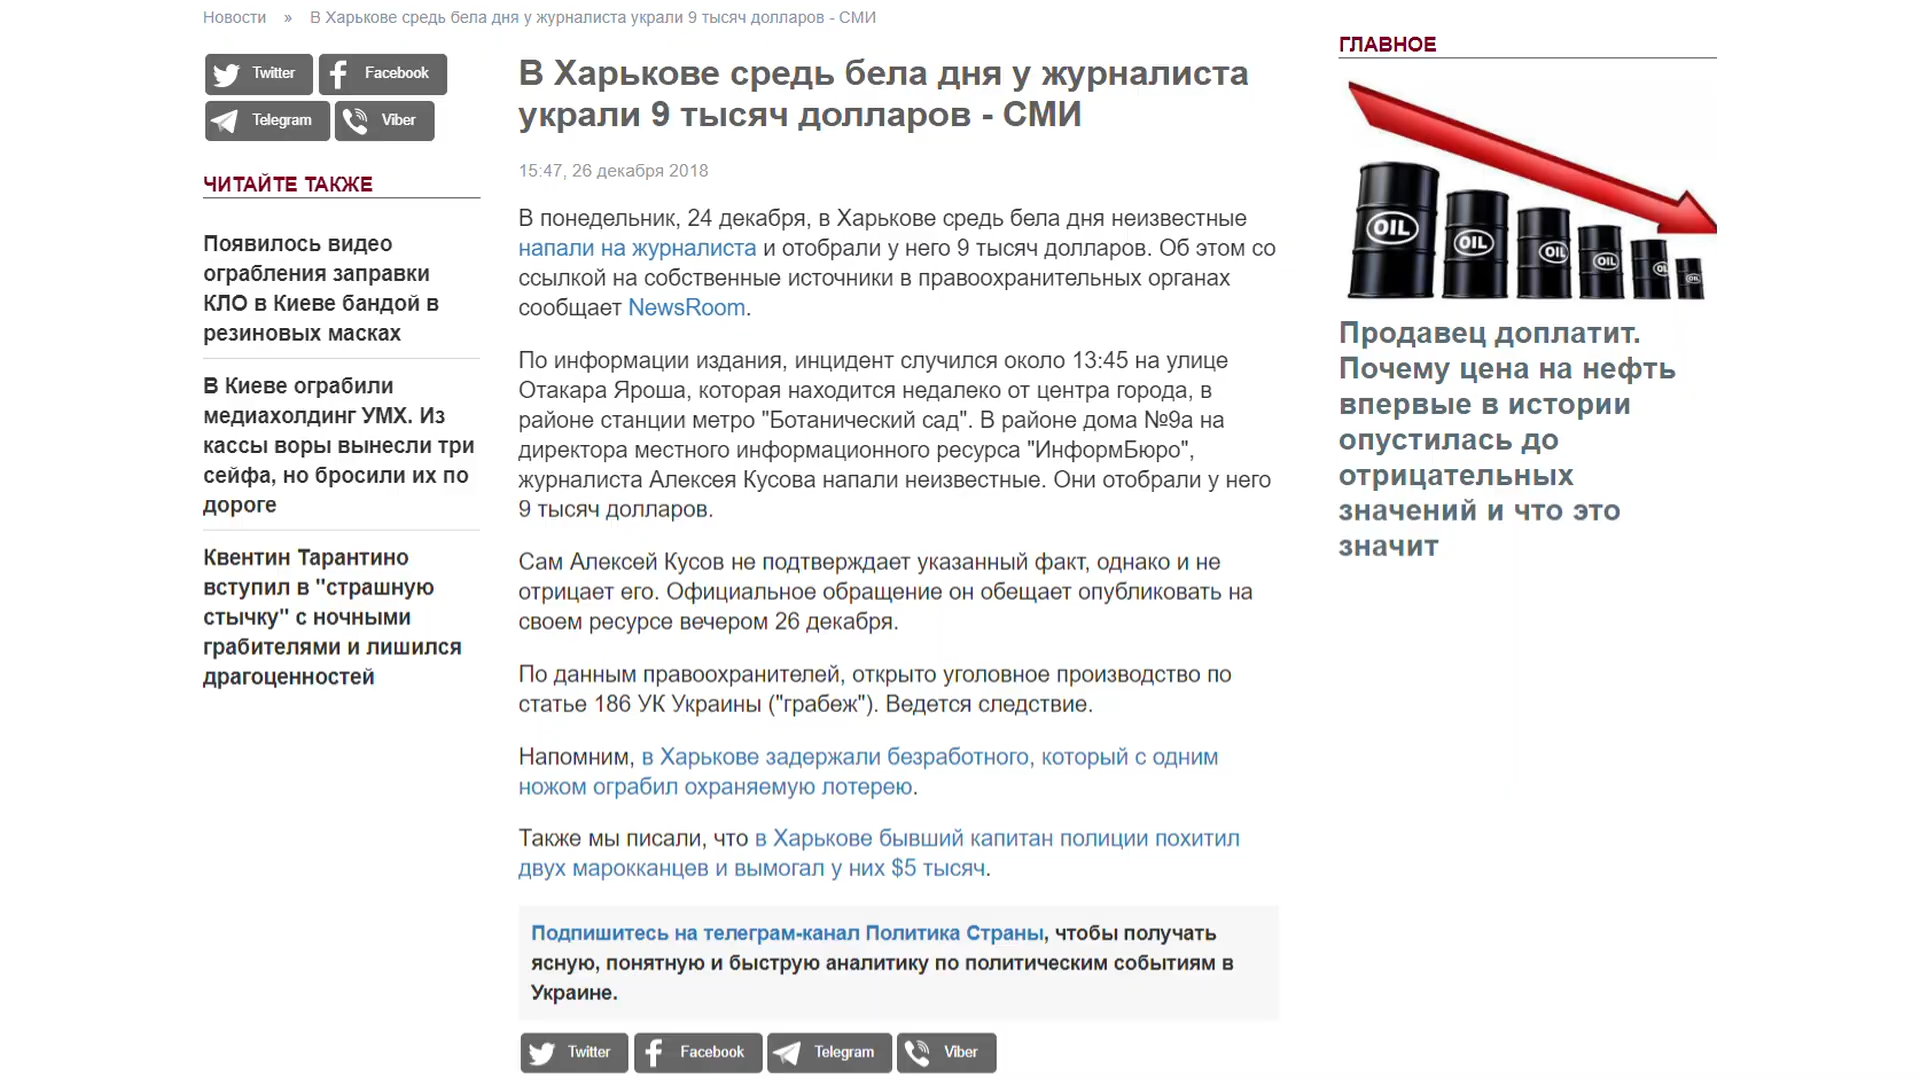 Новости » В Харькове средь бела дня у журналиста украли 9 тысяч долларов - СМИ
Twitter
Facebook
Telegram
Viber
ЧИТАЙТЕ ТАКЖЕ
Появилось видео
ограбления заправки
КЛО в Киеве бандой в
резиновых масках
В Киеве ограбили
медиахолдинг УМХ. Из
кассы воры вынесли три
сейфа, но бросили их по
дороге
Квентин Тарантино
вступил в "страшную
стычку" с ночными
грабителями и лишился
драгоценностей
В Харькове средь бела дня у журналиста
украли 9 тысяч долларов - СМИ
15:47, 26 декабря 2018
В понедельник, 24 декабря, в Харькове средь бела дня неизвестные
напали на журналиста и отобрали у него 9 тысяч долларов. Об этом со
ссылкой на собственные источники в правоохранительных органах
сообщает NewsRoom.
По информации издания, инцидент случился около 13:45 на улице
Отакара Яроша, которая находится недалеко от центра города, в
районе станции метро "Ботанический сад". В районе дома №9а на
директора местного информационного ресурса "ИнформБюро",
журналиста Алексея Кусова напали неизвестные. Они отобрали у него
9 тысяч долларов.
Сам Алексей Кусов не подтверждает указанный факт, однако и не
отрицает его. Официальное обращение он обещает опубликовать на
своем ресурсе вечером 26 декабря.
По данным правоохранителей, открыто уголовное производство по
статье 186 УК Украины ("грабеж"). Ведется следствие.
Напомним, в Харькове задержали безработного, который с одним
ножом ограбил охраняемую лотерею.
Также мы писали, что в Харькове бывший капитан полиции похитил
двух марокканцев и вымогал у них $5 тысяч.
Подпишитесь на телеграм-канал Политика Страны, чтобы получать
ясную, понятную и быструю аналитику по политическим событиям в
Украине.
Twitter
Facebook
Telegram
Viber
ГЛАВНОЕ
OIL
OIL
OIL
OIL
OIL
OIL
Продавец доплатит.
Почему цена на нефть
впервые в истории
опустилась до
отрицательных
значений и что это
значит